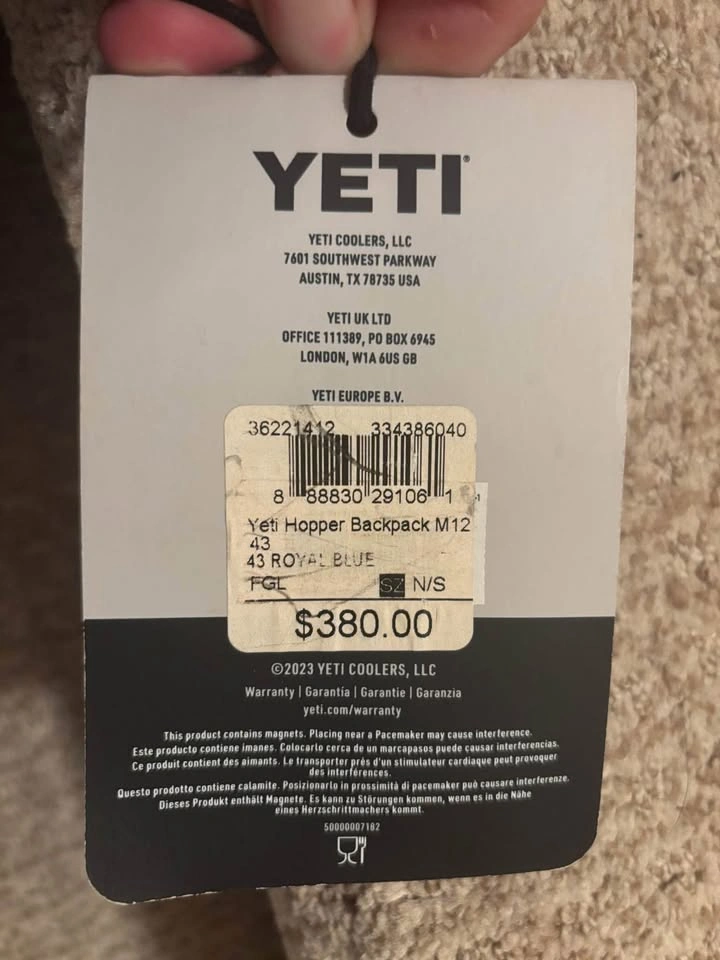 YETI®
YETI COOLERS, LLC
7601 SOUTHWEST PARKWAY
AUSTIN, TX 78735 USA
YETI UK LTD
OFFICE 111389, PO BOX 6945
LONDON, W1A 6US GB
YETI EUROPE B.V.
36221412 334386040
8 88830 29106 1
Yeti Hopper Backpack M12
43
43 ROYAL BLUE
FGL SZ N/S
$380.00
©2023 YETI COOLERS, LLC
Warranty | Garantía | Garantie | Garanzia
yeti.com/warranty
This product contains magnets. Placing near a Pacemaker may cause interference.
Este producto contiene imanes. Colocarlo cerca de un marcapasos puede causar interferencias.
Ce produit contient des aimants. Le transporter près d'un stimulateur cardiaque peut provoquer
des interférences.
Questo prodotto contiene calamite. Posizionarlo in prossimità di pacemaker può causare interferenze.
Dieses Produkt enthält Magnete. Es kann zu Störungen kommen, wenn es in die Nähe
eines Herzschrittmachers kommt.
50000007182